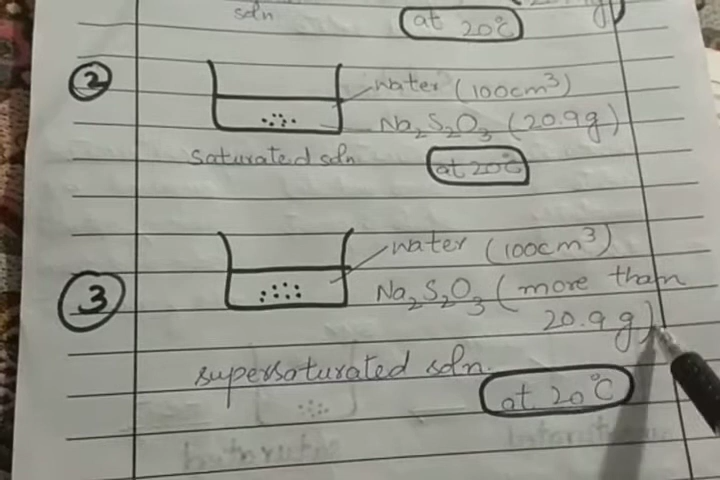 soln
at 20°C
②
water (100cm³)
Na₂S₂O₃ (20.9g)
saturated soln
at 20°C
③
water (100cm³)
Na₂S₂O₃ (more than
20.9 g)
supersaturated soln.
at 20°C